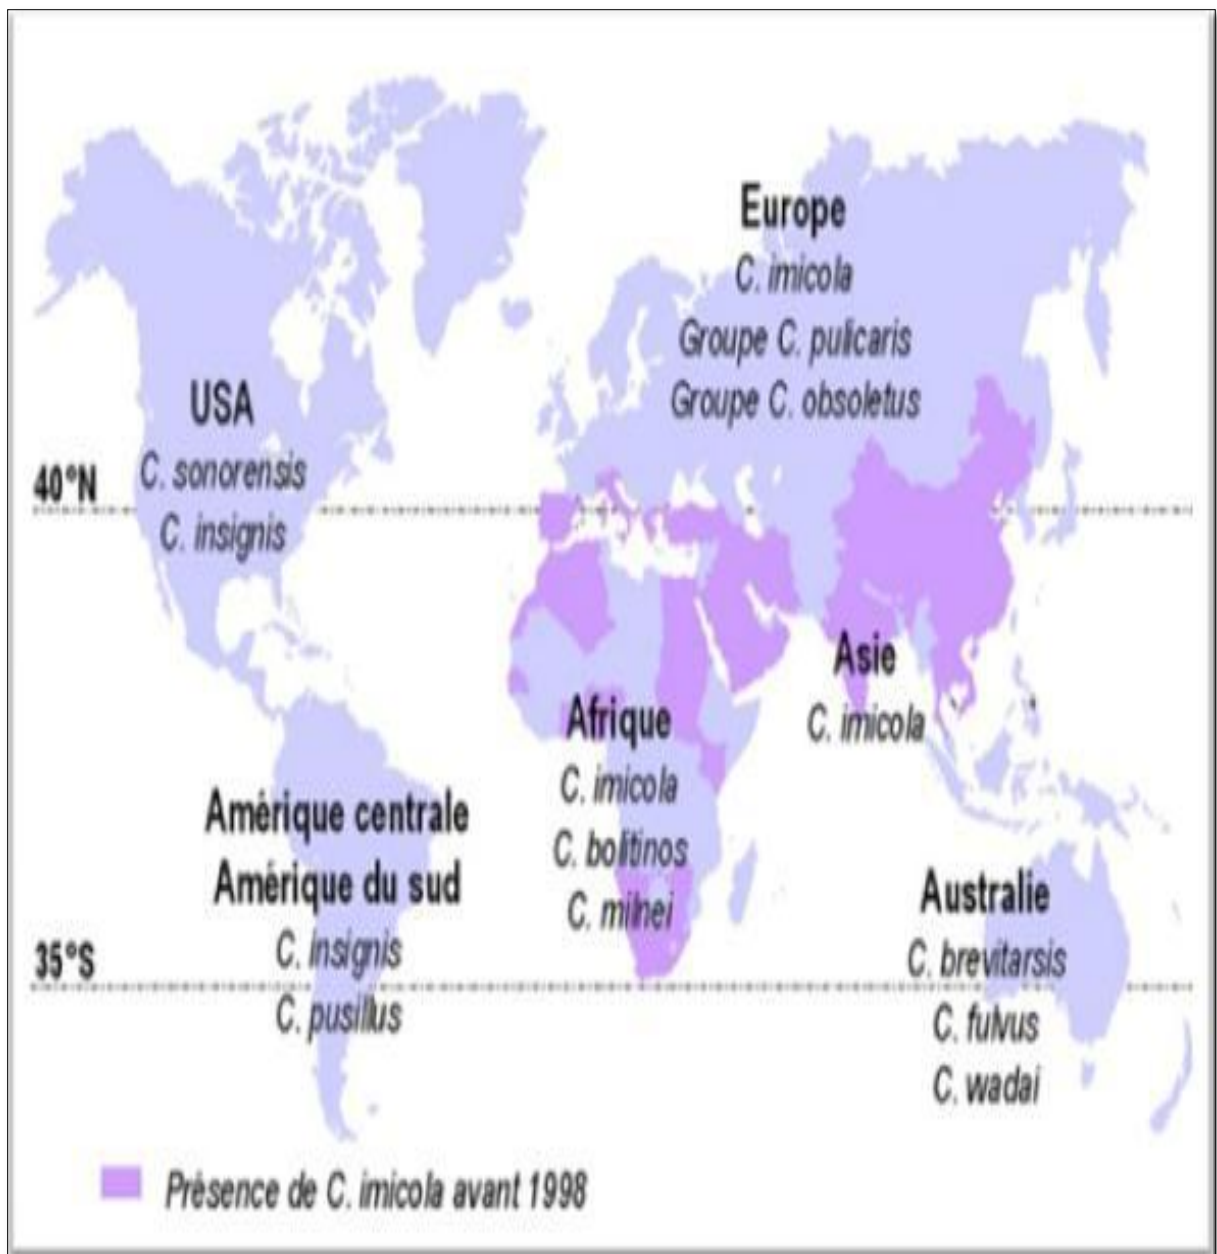 Europe
C. imicola
Groupe C. pulicaris
Groupe C. obsoletus
USA
C. sonorensis
C. insignis
40°N
Asie
C. imicola
Afrique
C. imicola
C. bolitinos
C. milnei
Amérique centrale
Amérique du sud
C. insignis
C. pusillus
35°S
Australie
C. brevitarsis
C. fulvus
C. wadai
Présence de C. imicola avant 1998